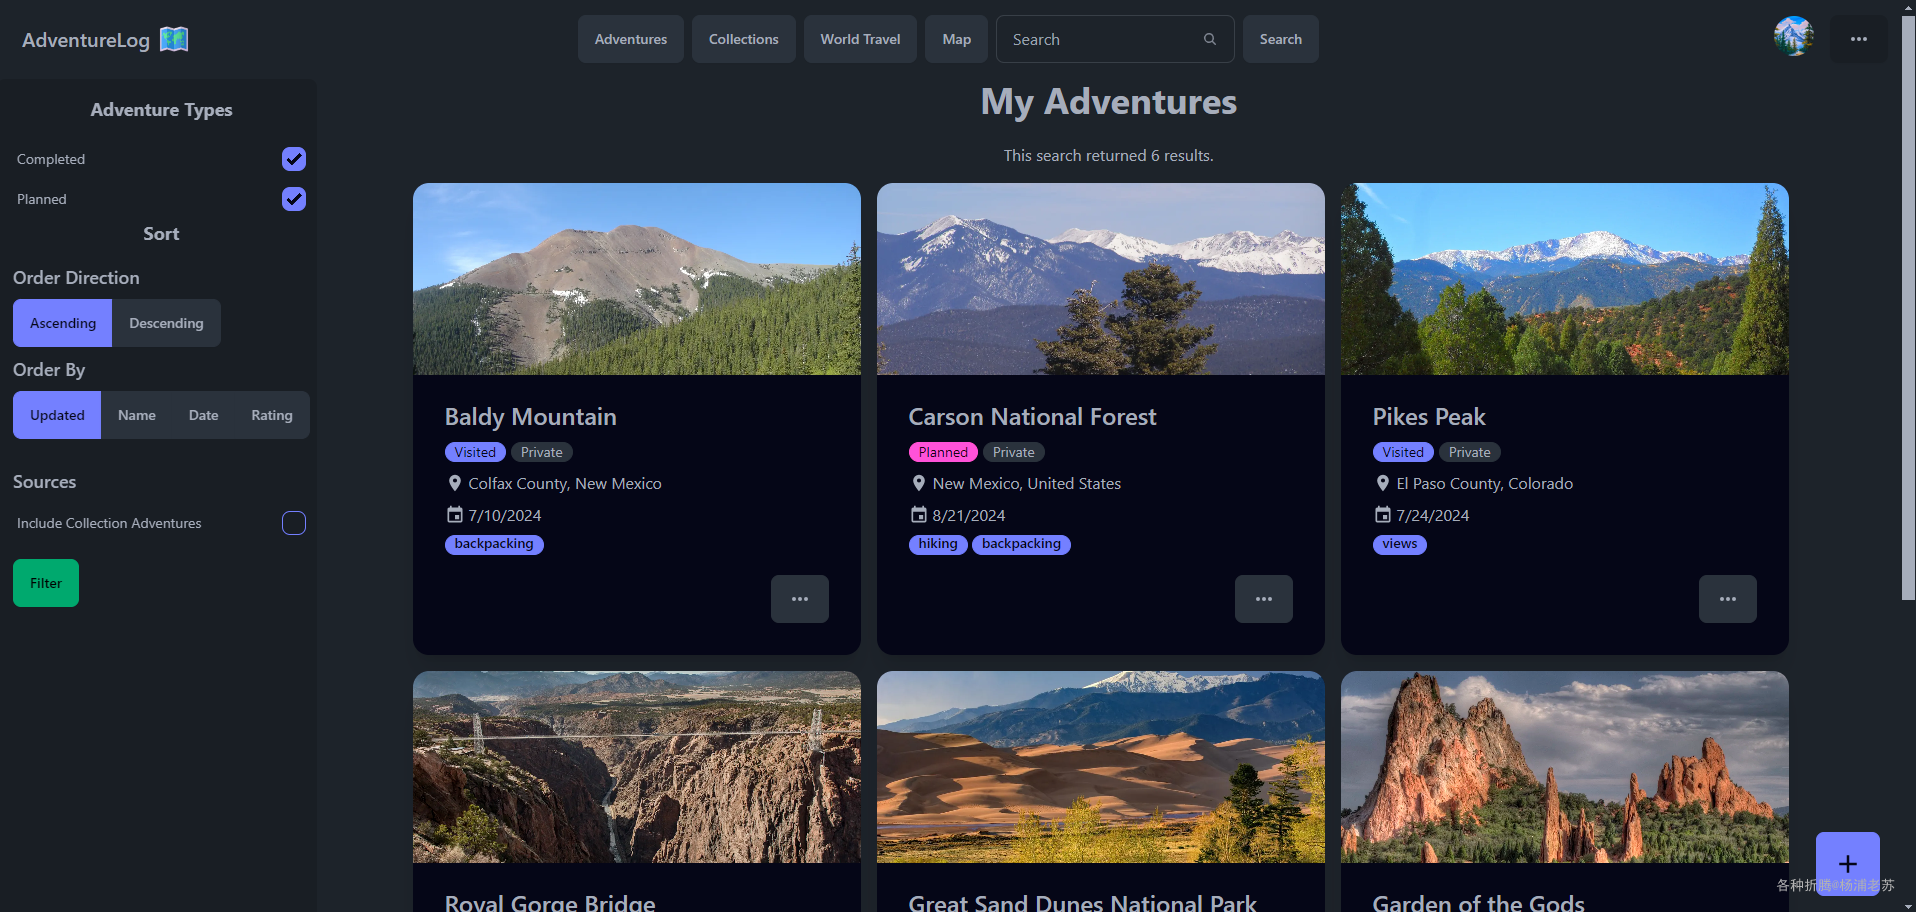 AdventureLog
Adventures
Collections
World Travel
Map
Search
Search
Adventure Types
Completed
Planned
Sort
Order Direction
Ascending
Descending
Order By
Updated
Name
Date
Rating
Sources
Include Collection Adventures
Filter
My Adventures
This search returned 6 results.
Baldy Mountain
Visited
Private
Colfax County, New Mexico
7/10/2024
backpacking
Carson National Forest
Planned
Private
New Mexico, United States
8/21/2024
hiking
backpacking
Pikes Peak
Visited
Private
El Paso County, Colorado
7/24/2024
views
Royal Gorge Bridge
Great Sand Dunes National Park
Garden of the Gods
各种折腾@杨浦老苏